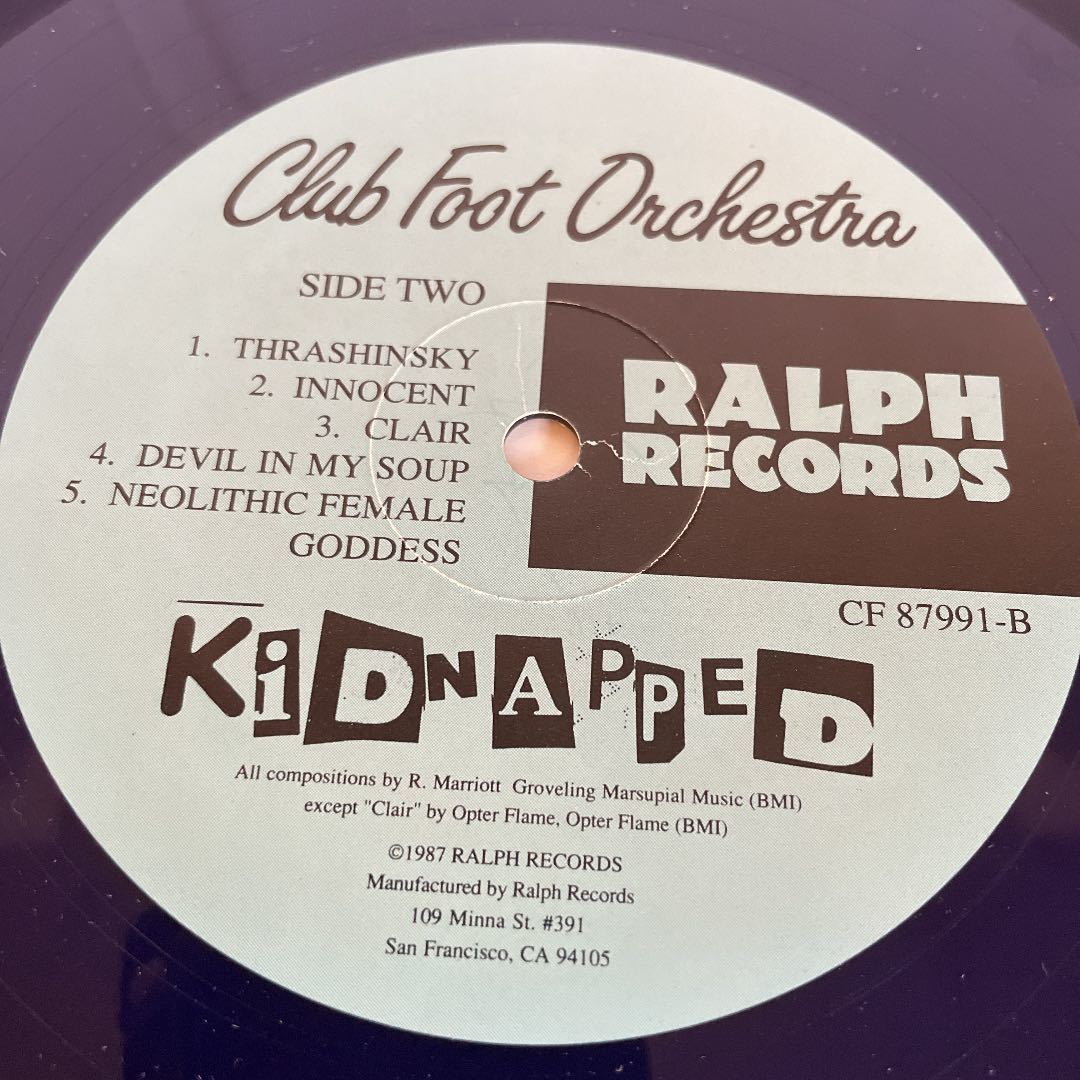 Club Foot Orchestra
SIDE TWO
1. THRASHINSKY
2. INNOCENT
3. CLAIR
4. DEVIL IN MY SOUP
5. NEOLITHIC FEMALE
GODDESS
RALPH
RECORDS
CF 87991-B
KiDNAPPED
All compositions by R. Marriott Groveling Marsupial Music (BMI)
except "Clair" by Opter Flame, Opter Flame (BMI)
©1987 RALPH RECORDS
Manufactured by Ralph Records
109 Minna St. #391
San Francisco, CA 94105